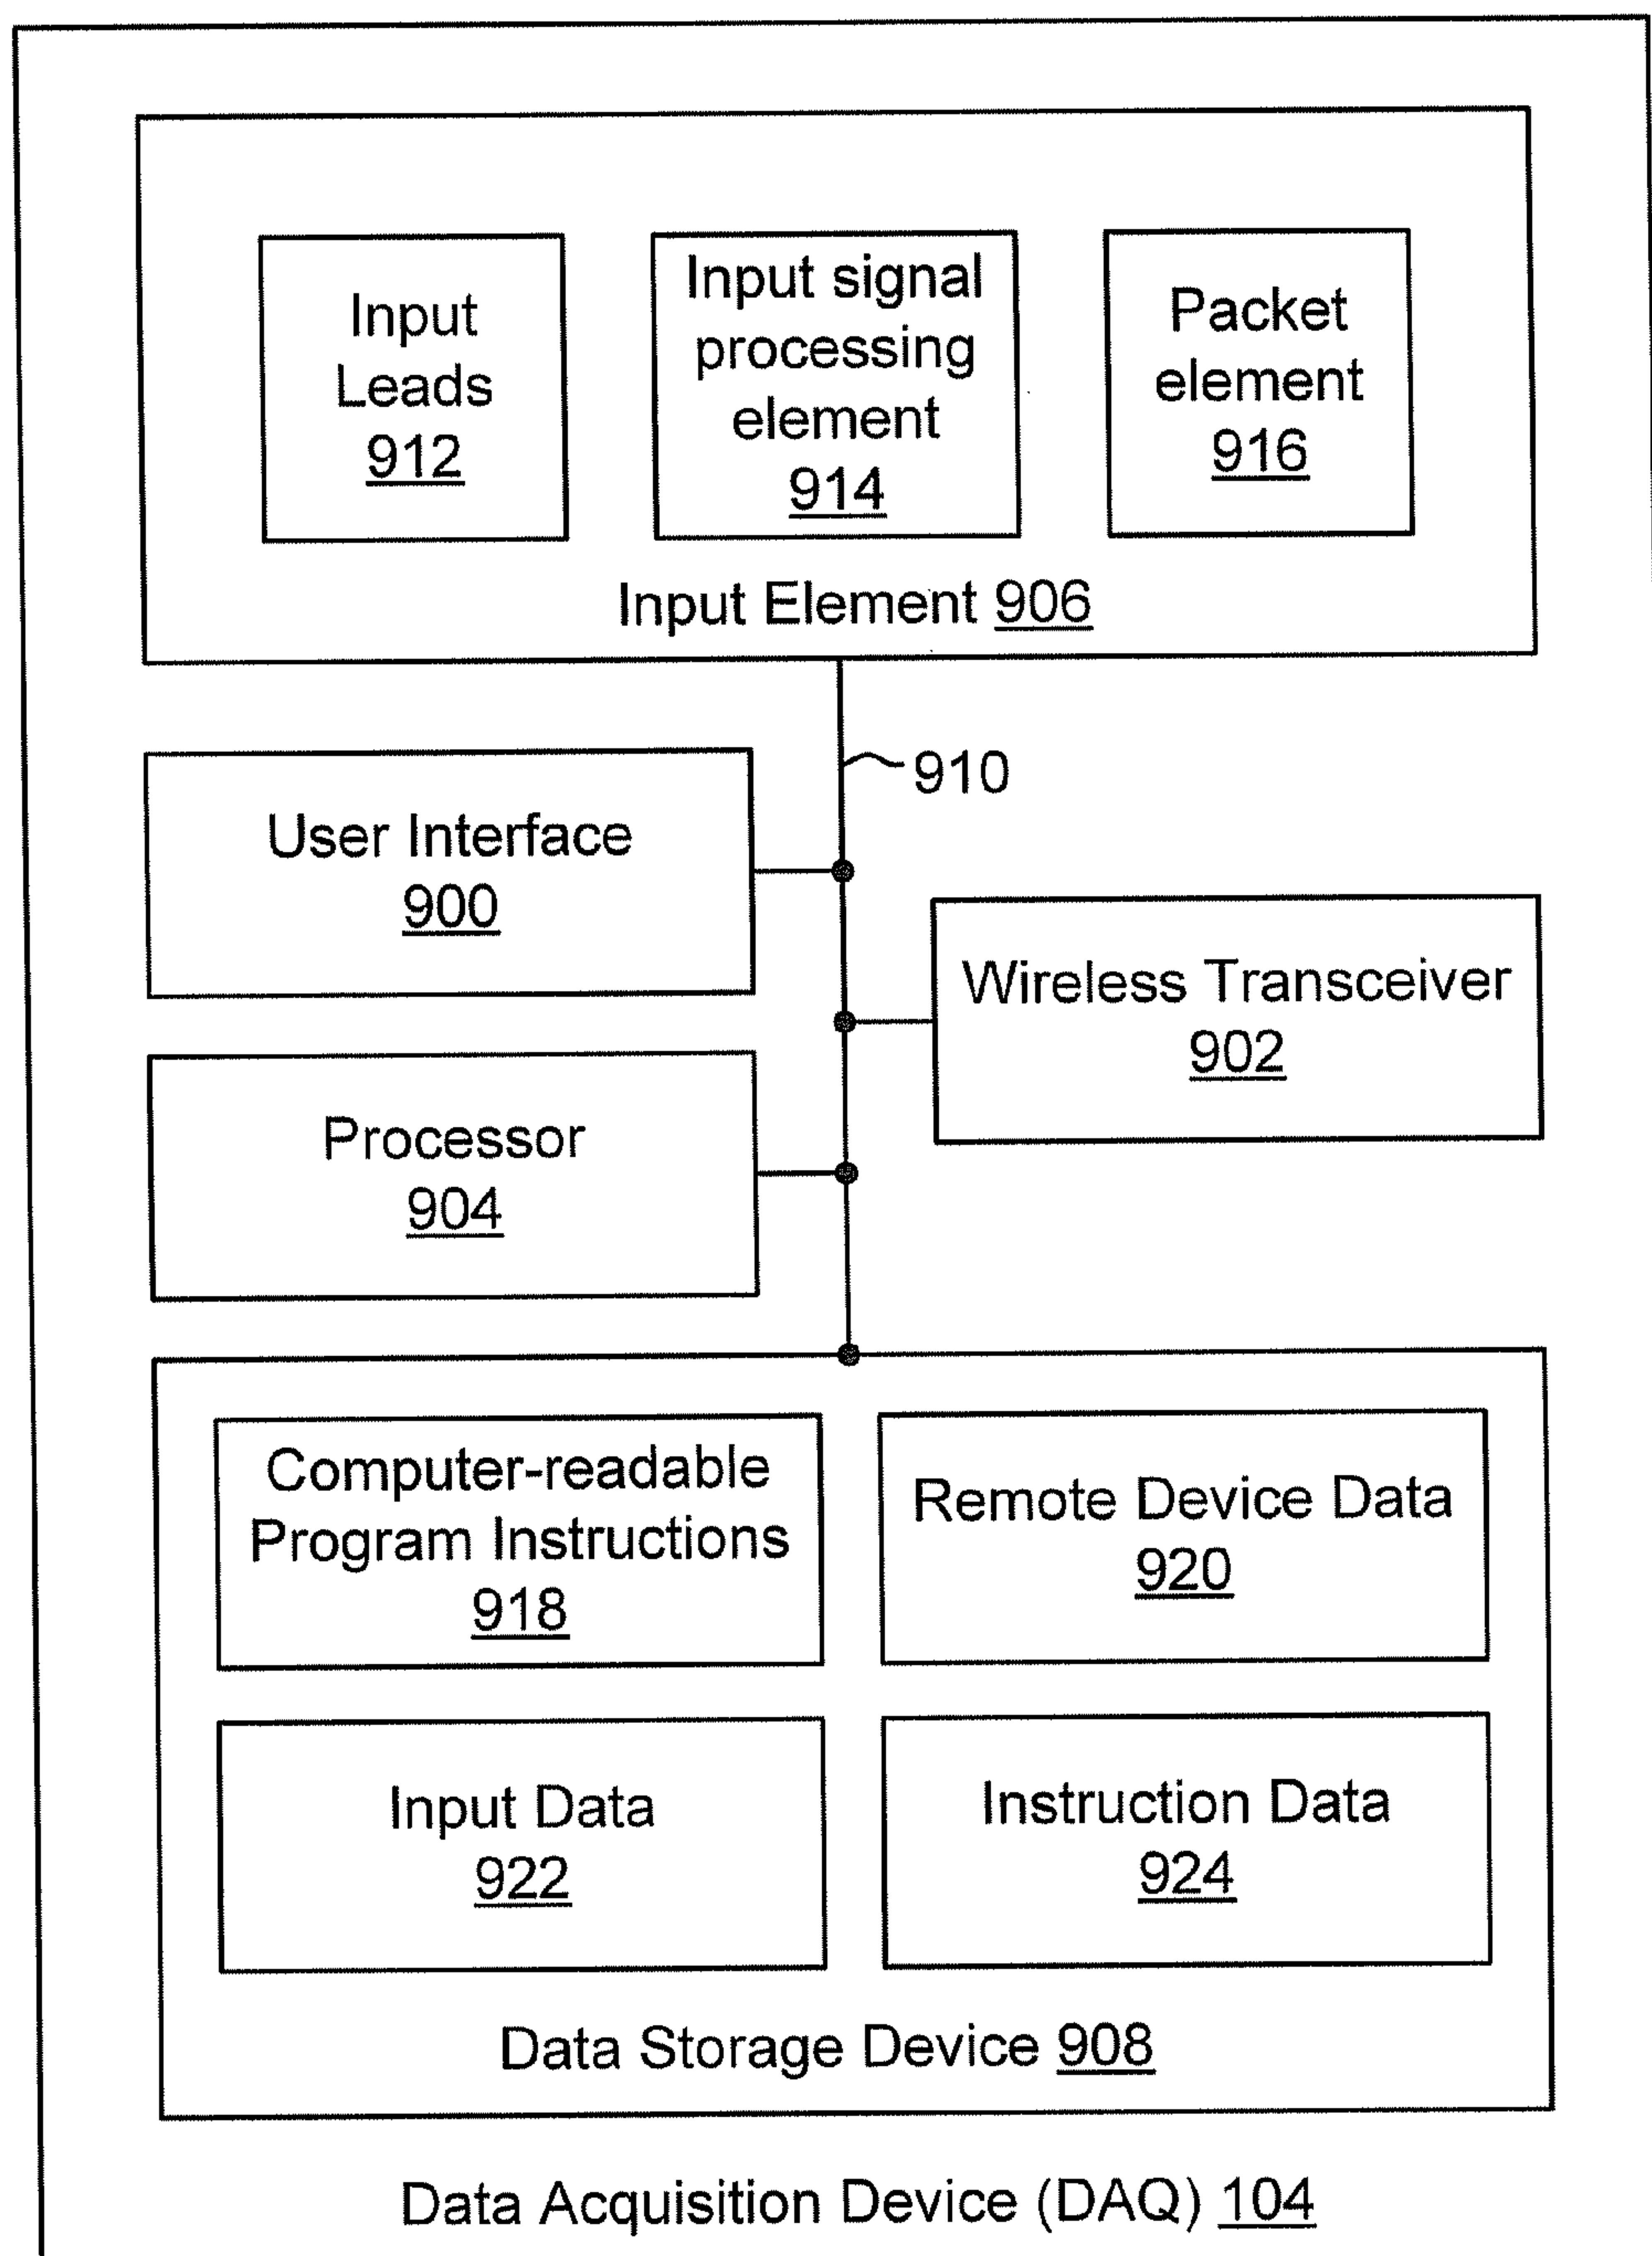 Input
Leads
912
Input signal
processing
element
914
Packet
element
916
Input Element 906
910
User Interface
900
Wireless Transceiver
902
Processor
904
Computer-readable
Program Instructions
918
Remote Device Data
920
Input Data
922
Instruction Data
924
Data Storage Device 908
Data Acquisition Device (DAQ) 104